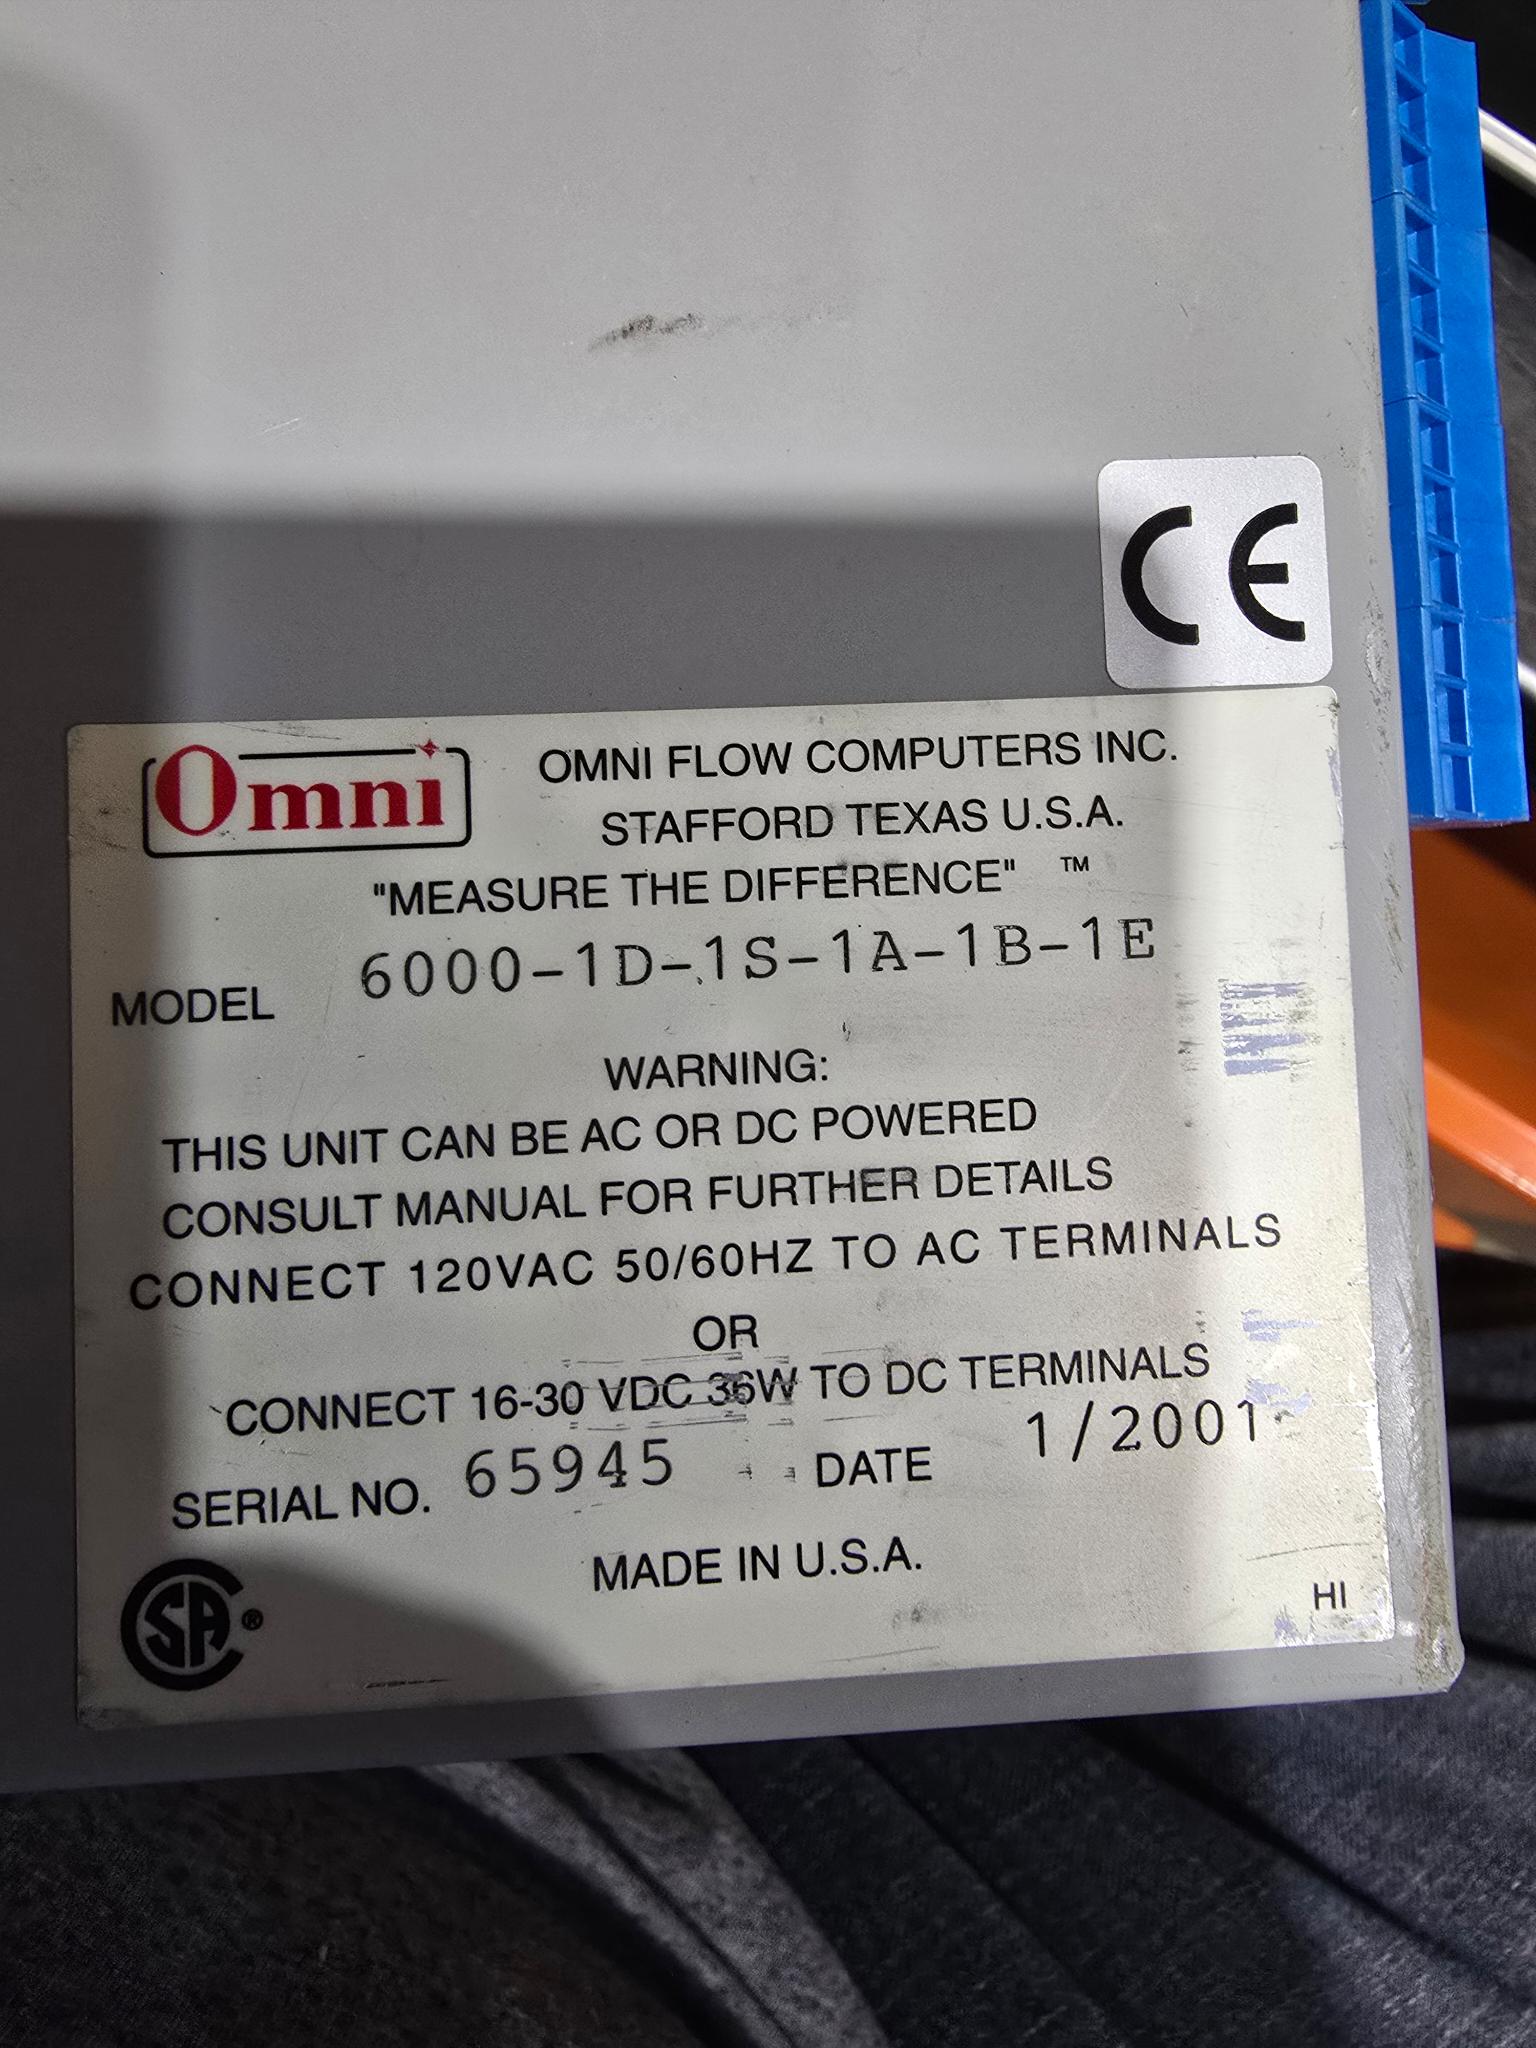 CE
Omni
OMNI FLOW COMPUTERS INC.
STAFFORD TEXAS U.S.A.
"MEASURE THE DIFFERENCE" ™
MODEL 6000-1D-1S-1A-1B-1E
WARNING:
THIS UNIT CAN BE AC OR DC POWERED
CONSULT MANUAL FOR FURTHER DETAILS
CONNECT 120VAC 50/60HZ TO AC TERMINALS
OR
CONNECT 16-30 VDC 36W TO DC TERMINALS
SERIAL NO. 65945 DATE 1/2001
MADE IN U.S.A.
SA®
HI